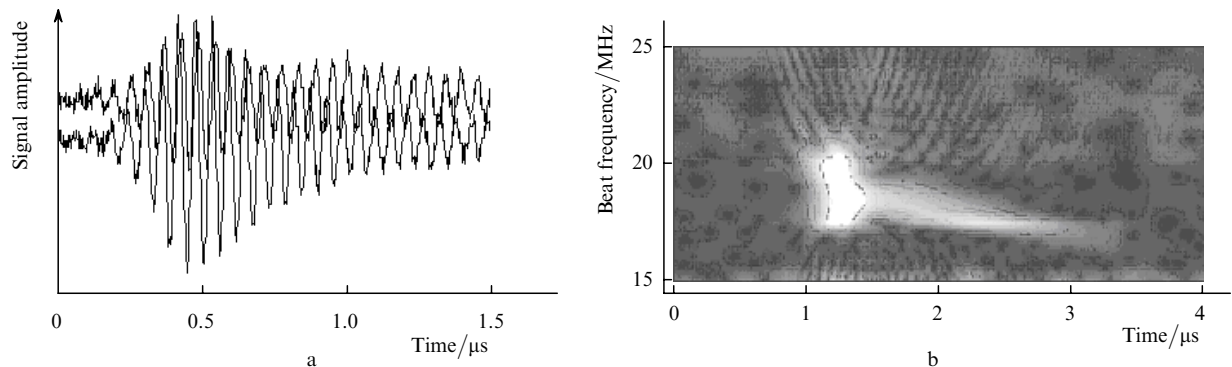 Signal amplitude
0
0.5
1.0
1.5
Time/μs
a
Beat frequency/MHz
25
20
15
0
1
2
3
4
Time/μs
b